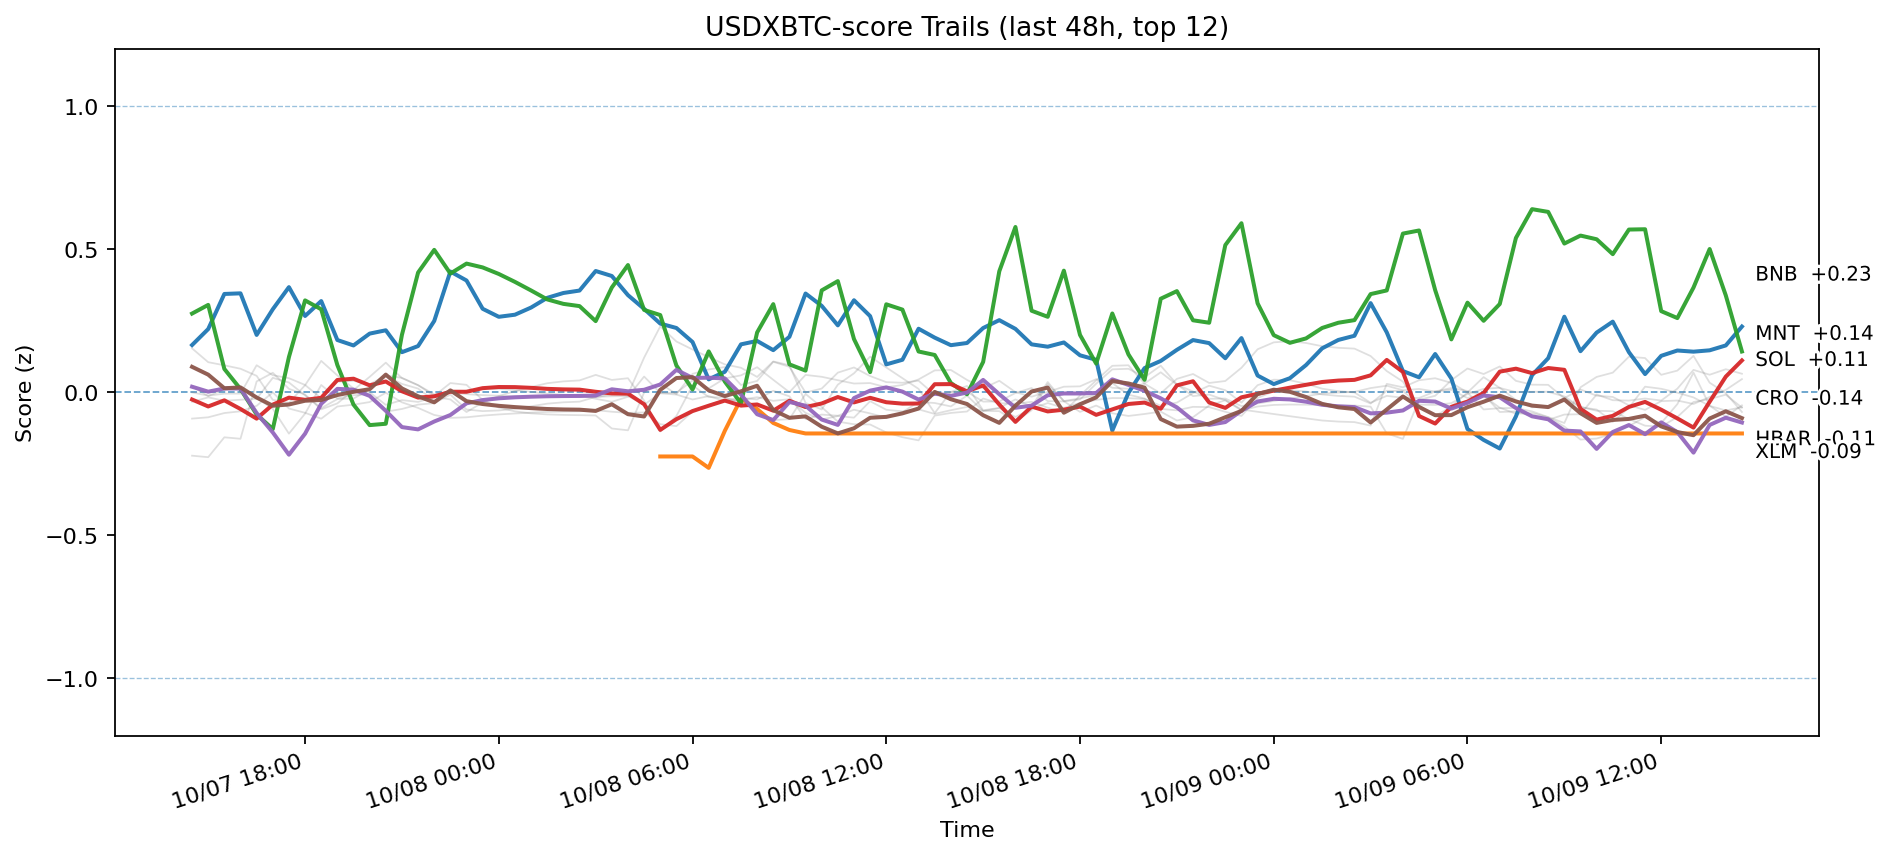 USDXBTC-score Trails (last 48h, top 12)
Score (z)
1.0
0.5
0.0
−0.5
−1.0
BNB +0.23
MNT +0.14
SOL +0.11
CRO -0.14
HBAR -0.11
XLM -0.09
10/07 18:00
10/08 00:00
10/08 06:00
10/08 12:00
10/08 18:00
10/09 00:00
10/09 06:00
10/09 12:00
Time